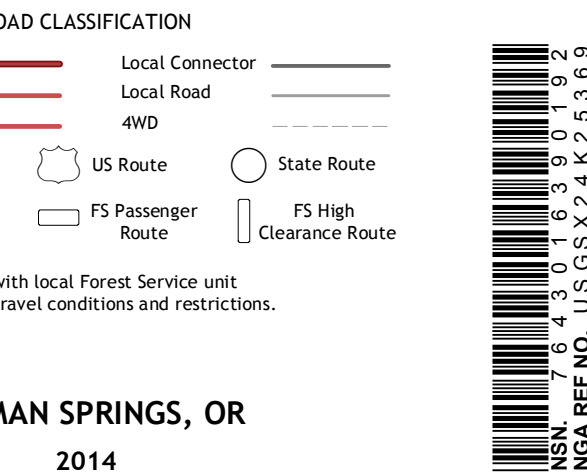 OAD CLASSIFICATION
Local Connector
Local Road
4WD
US Route
State Route
FS Passenger
Route
FS High
Clearance Route
with local Forest Service unit
ravel conditions and restrictions.
MAN SPRINGS, OR
2014
NSN. 7643016390192
NGA REF NO. USGSX24K25369